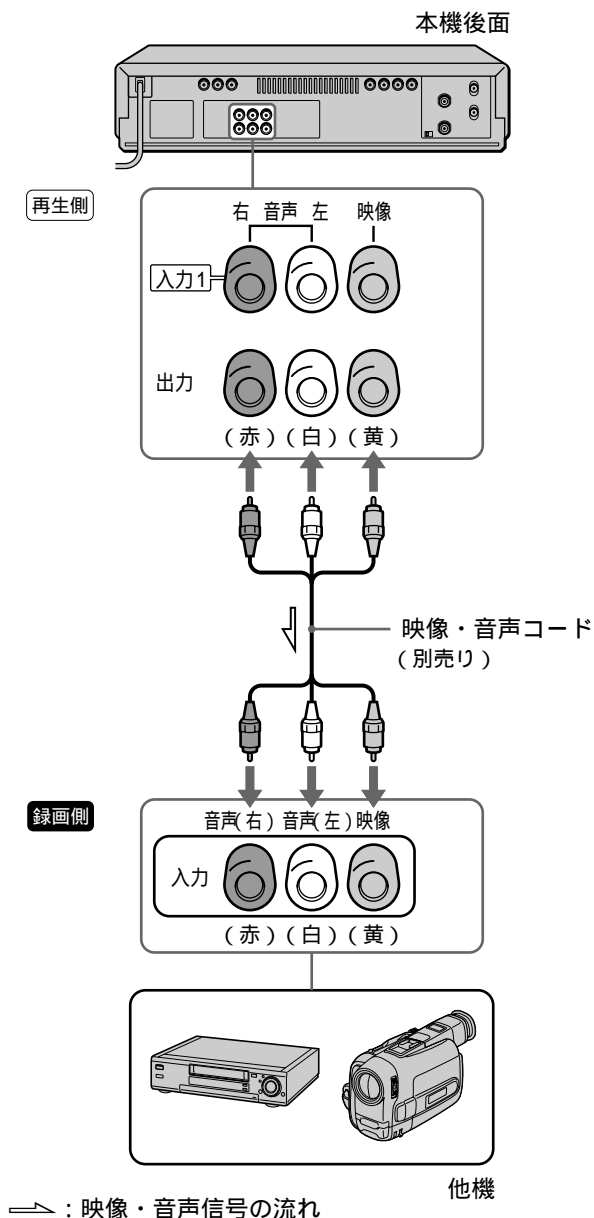 本機後面
再生側
右 音声 左 映像
入力1
出力
（赤）（白）（黄）
映像・音声コード
（別売り）
録画側
音声（右）音声（左）映像
入力
（赤）（白）（黄）
他機
：映像・音声信号の流れ